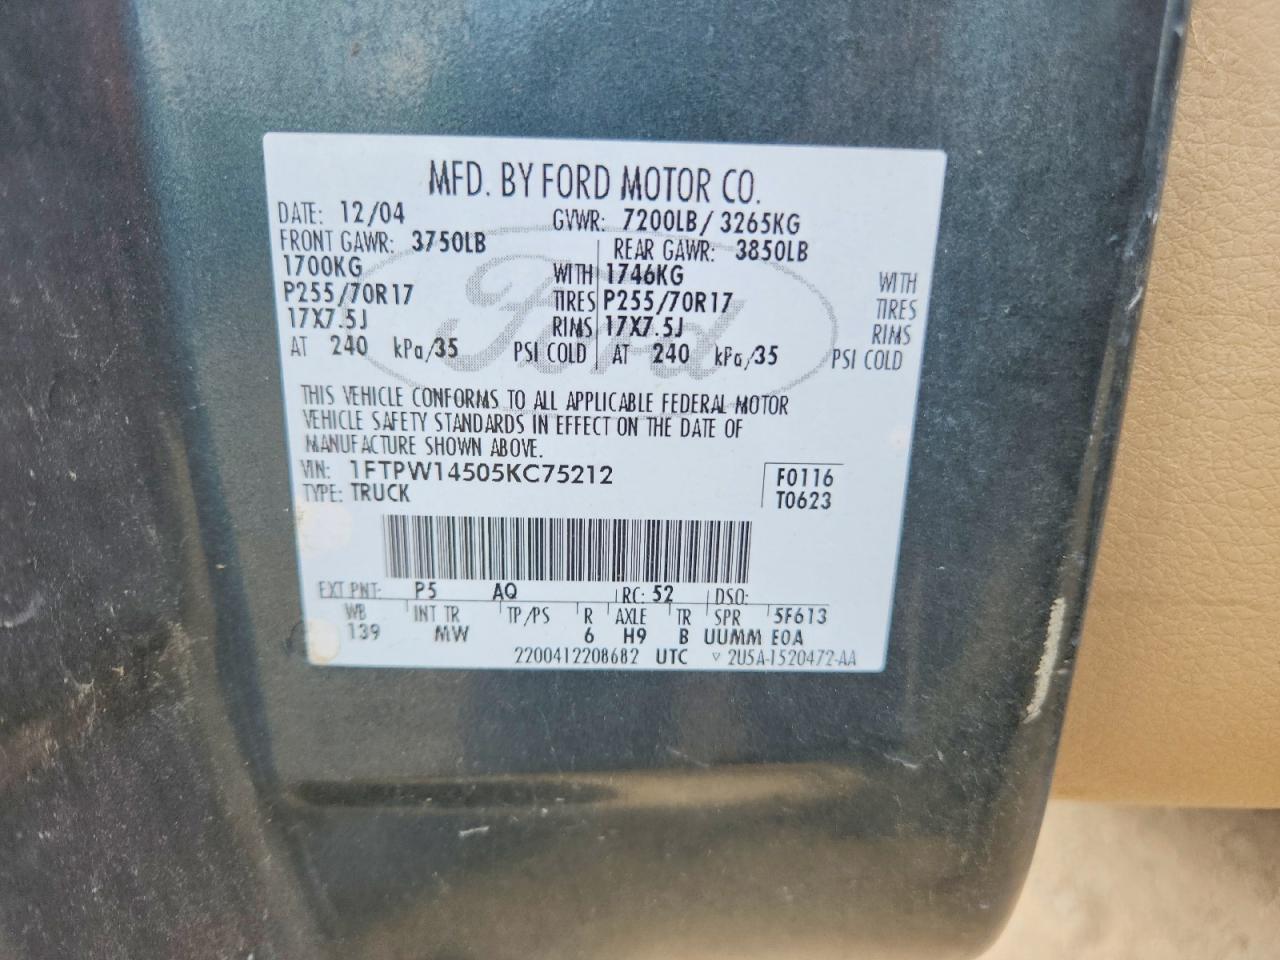 MFD. BY FORD MOTOR CO.
DATE: 12/04 GVWR: 7200LB / 3265KG
FRONT GAWR: 3750LB REAR GAWR: 3850LB
1700KG WITH 1746KG WITH
P255/70R17 TIRES P255/70R17 TIRES
17X7.5J RIMS 17X7.5J RIMS
AT 240 kPa/35 PSI COLD AT 240 kPa/35 PSI COLD
Ford
THIS VEHICLE CONFORMS TO ALL APPLICABLE FEDERAL MOTOR
VEHICLE SAFETY STANDARDS IN EFFECT ON THE DATE OF
MANUFACTURE SHOWN ABOVE.
VIN: 1FTPW14505KC75212 F0116
TYPE: TRUCK T0623
EXT PNT: P5 AQ RC: 52 DSO:
WB INT TR TP/PS R AXLE TR SPR 5F613
139 MW 6 H9 B UUMM E0A
2200412208682 UTC ▽ 2U5A-1520472-AA